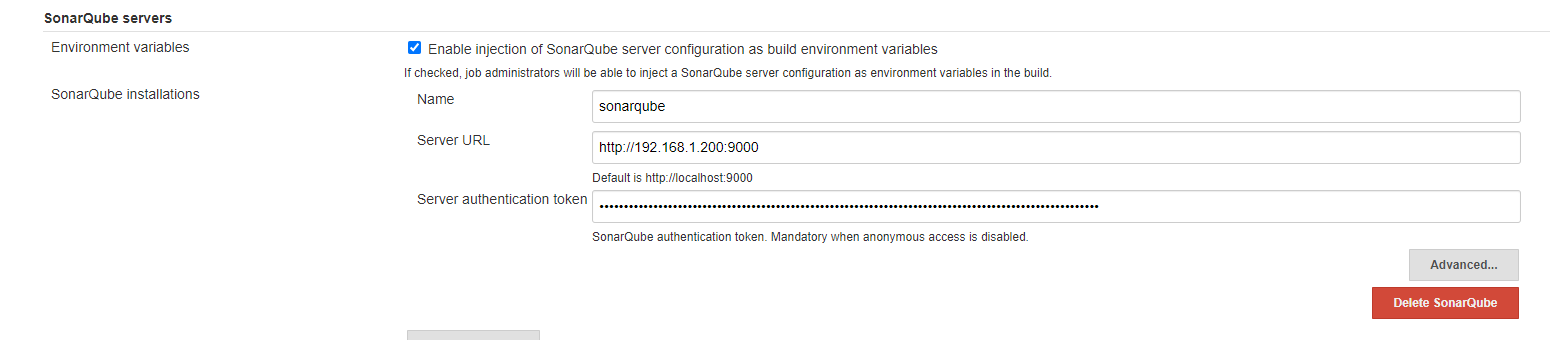 SonarQube servers
Environment variables
Enable injection of SonarQube server configuration as build environment variables
If checked, job administrators will be able to inject a SonarQube server configuration as environment variables in the build.
SonarQube installations
Name
sonarqube
Server URL
http://192.168.1.200:9000
Default is http://localhost:9000
Server authentication token
SonarQube authentication token. Mandatory when anonymous access is disabled.
Advanced...
Delete SonarQube